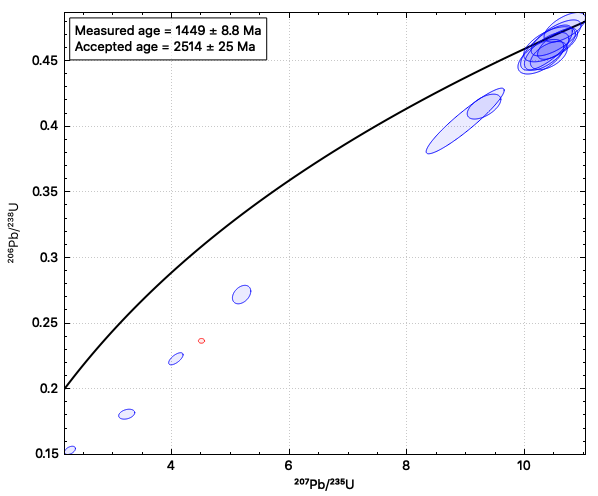 Measured age = 1449 ± 8.8 Ma
Accepted age = 2514 ± 25 Ma
0.45
0.4
0.35
0.3
0.25
0.2
0.15
²⁰⁶Pb/²³⁸U
4
6
8
10
²⁰⁷Pb/²³⁵U